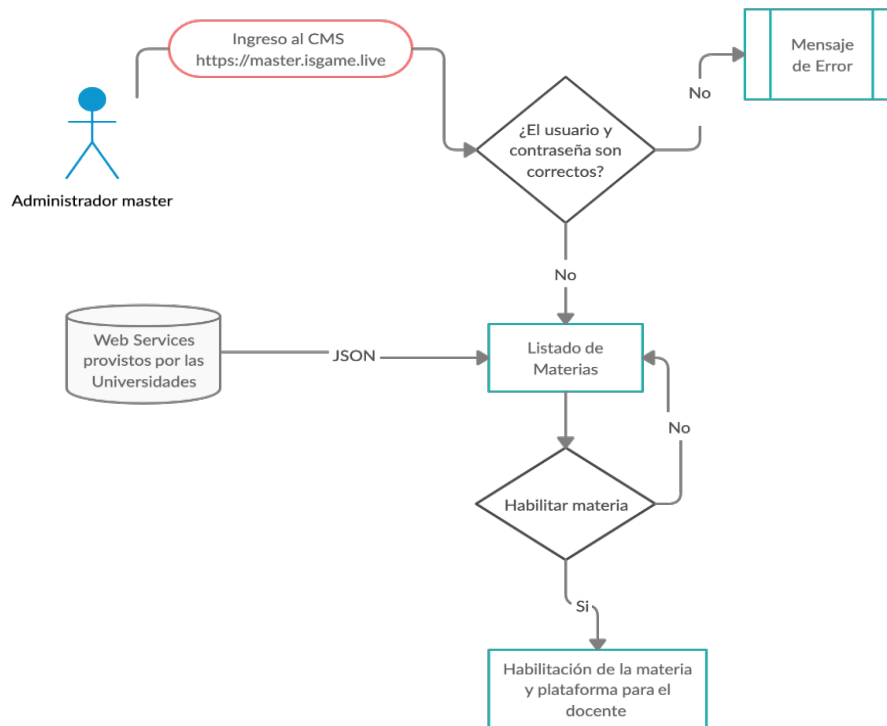 Ingreso al CMS
https://master.isgame.live
Mensaje
de Error
No
¿El usuario y
contraseña son
correctos?
Administrador master
No
Web Services
provistos por las
Universidades
JSON
Listado de
Materias
No
Habilitar materia
Si
Habilitación de la materia
y plataforma para el
docente